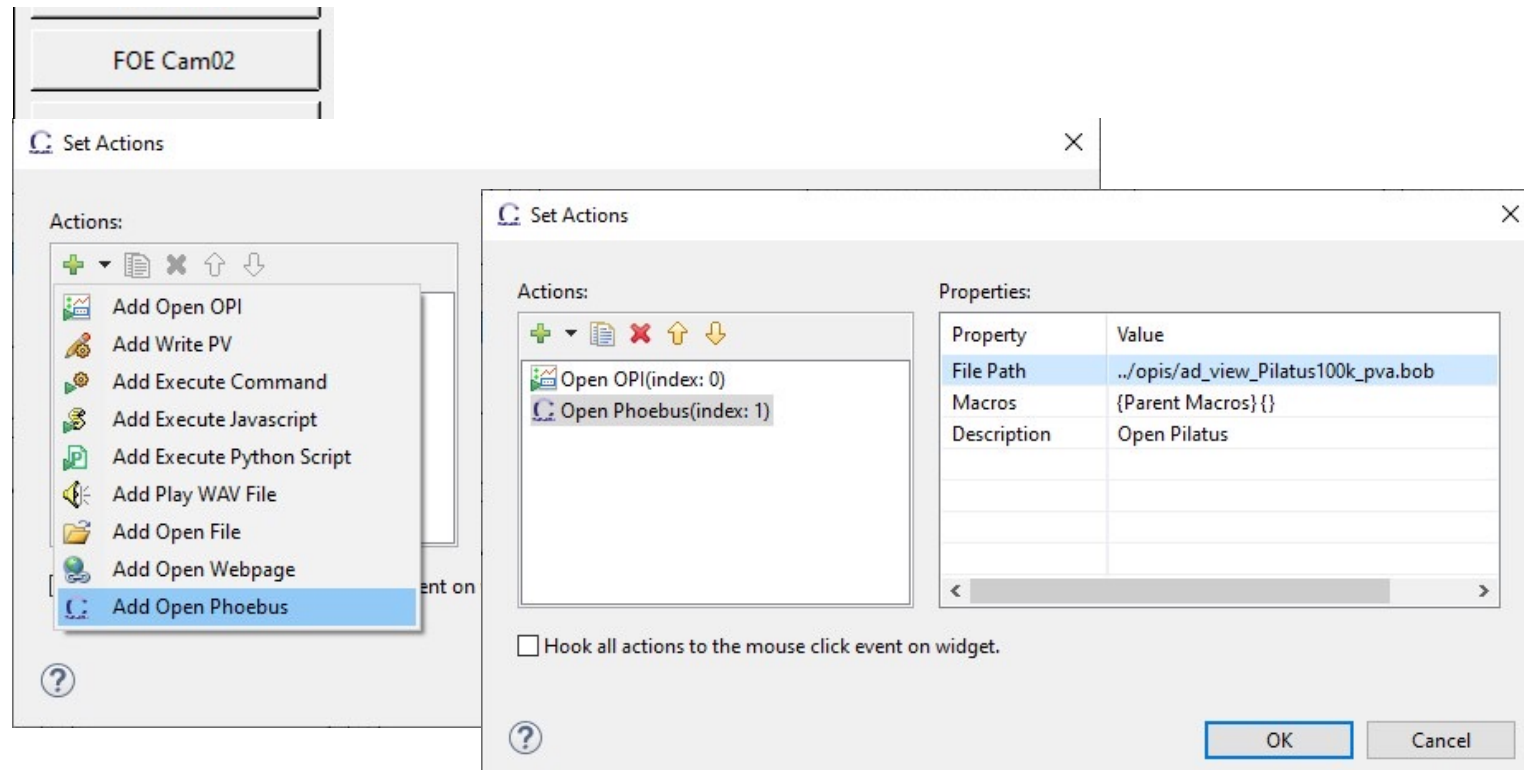 FOE Cam02
Set Actions
Actions:
Add Open OPI
Add Write PV
Add Execute Command
Add Execute Javascript
Add Execute Python Script
Add Play WAV File
Add Open File
Add Open Webpage
Add Open Phoebus
ent on
Set Actions
Actions:
Open OPI(index: 0)
Open Phoebus(index: 1)
Properties:
Property Value
File Path ../opis/ad_view_Pilatus100k_pva.bob
Macros {Parent Macros}{}
Description Open Pilatus
Hook all actions to the mouse click event on widget.
OK Cancel